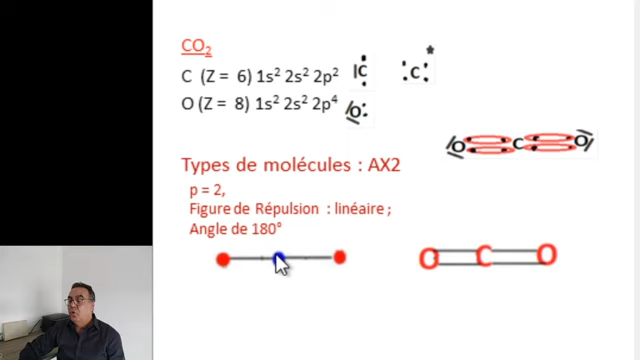 CO₂
C (Z = 6) 1s² 2s² 2p² C C*
O (Z = 8) 1s² 2s² 2p⁴ O
O C O
Types de molécules : AX2
p = 2,
Figure de Répulsion : linéaire ;
Angle de 180°
O C O